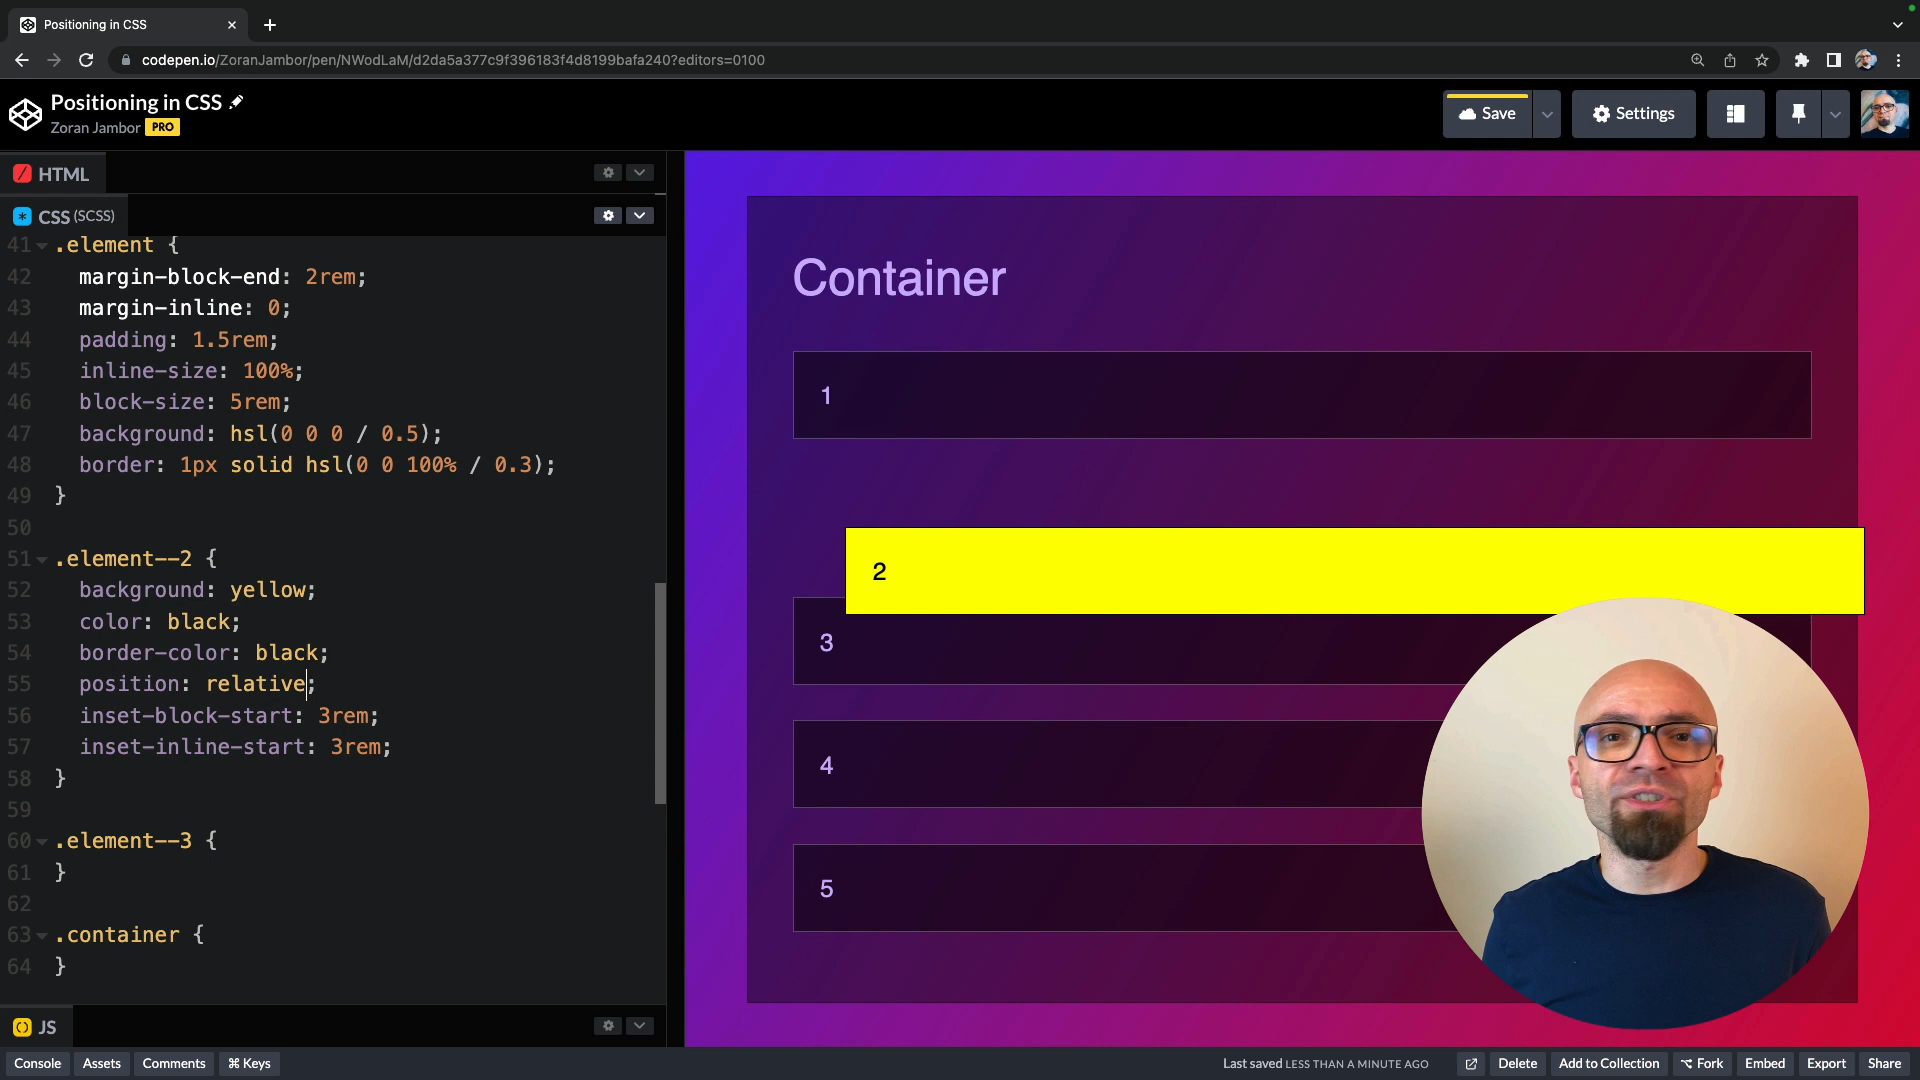 Positioning in CSS
codepen.io/ZoranJambor/pen/NWodLaM/d2da5a377c9f396183f4d8199bafa240?editors=0100
Positioning in CSS
Zoran Jambor PRO
Save
Settings
HTML
CSS (SCSS)
41 .element {
42 margin-block-end: 2rem;
43 margin-inline: 0;
44 padding: 1.5rem;
45 inline-size: 100%;
46 block-size: 5rem;
47 background: hsl(0 0 0 / 0.5);
48 border: 1px solid hsl(0 0 100% / 0.3);
49 }
50
51 .element--2 {
52 background: yellow;
53 color: black;
54 border-color: black;
55 position: relative;
56 inset-block-start: 3rem;
57 inset-inline-start: 3rem;
58 }
59
60 .element--3 {
61 }
62
63 .container {
64 }
JS
Container
1
2
3
4
5
Console Assets Comments ⌘ Keys
Last saved LESS THAN A MINUTE AGO
Delete Add to Collection Fork Embed Export Share